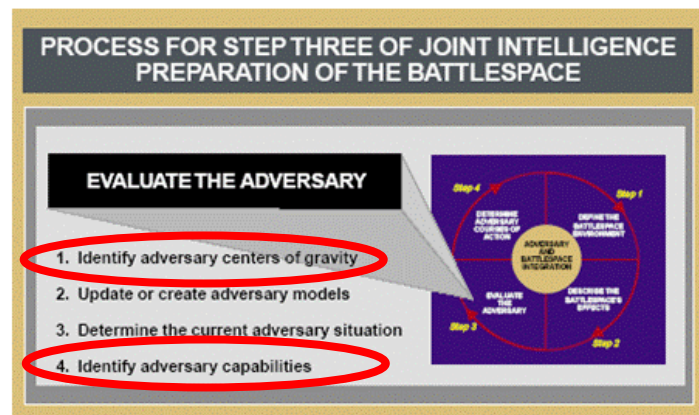 PROCESS FOR STEP THREE OF JOINT INTELLIGENCE
PREPARATION OF THE BATTLESPACE
EVALUATE THE ADVERSARY
1. Identify adversary centers of gravity
2. Update or create adversary models
3. Determine the current adversary situation
4. Identify adversary capabilities
Step 4
Step 1
DETERMINE
ADVERSARY
COURSES OF
ACTION
DEFINE THE
BATTLESPACE
ENVIRONMENT
ADVERSARY
AND
BATTLESPACE
INTEGRATION
EVALUATE
THE
ADVERSARY
DESCRIBE THE
BATTLESPACE'S
EFFECTS
Step 3
Step 2